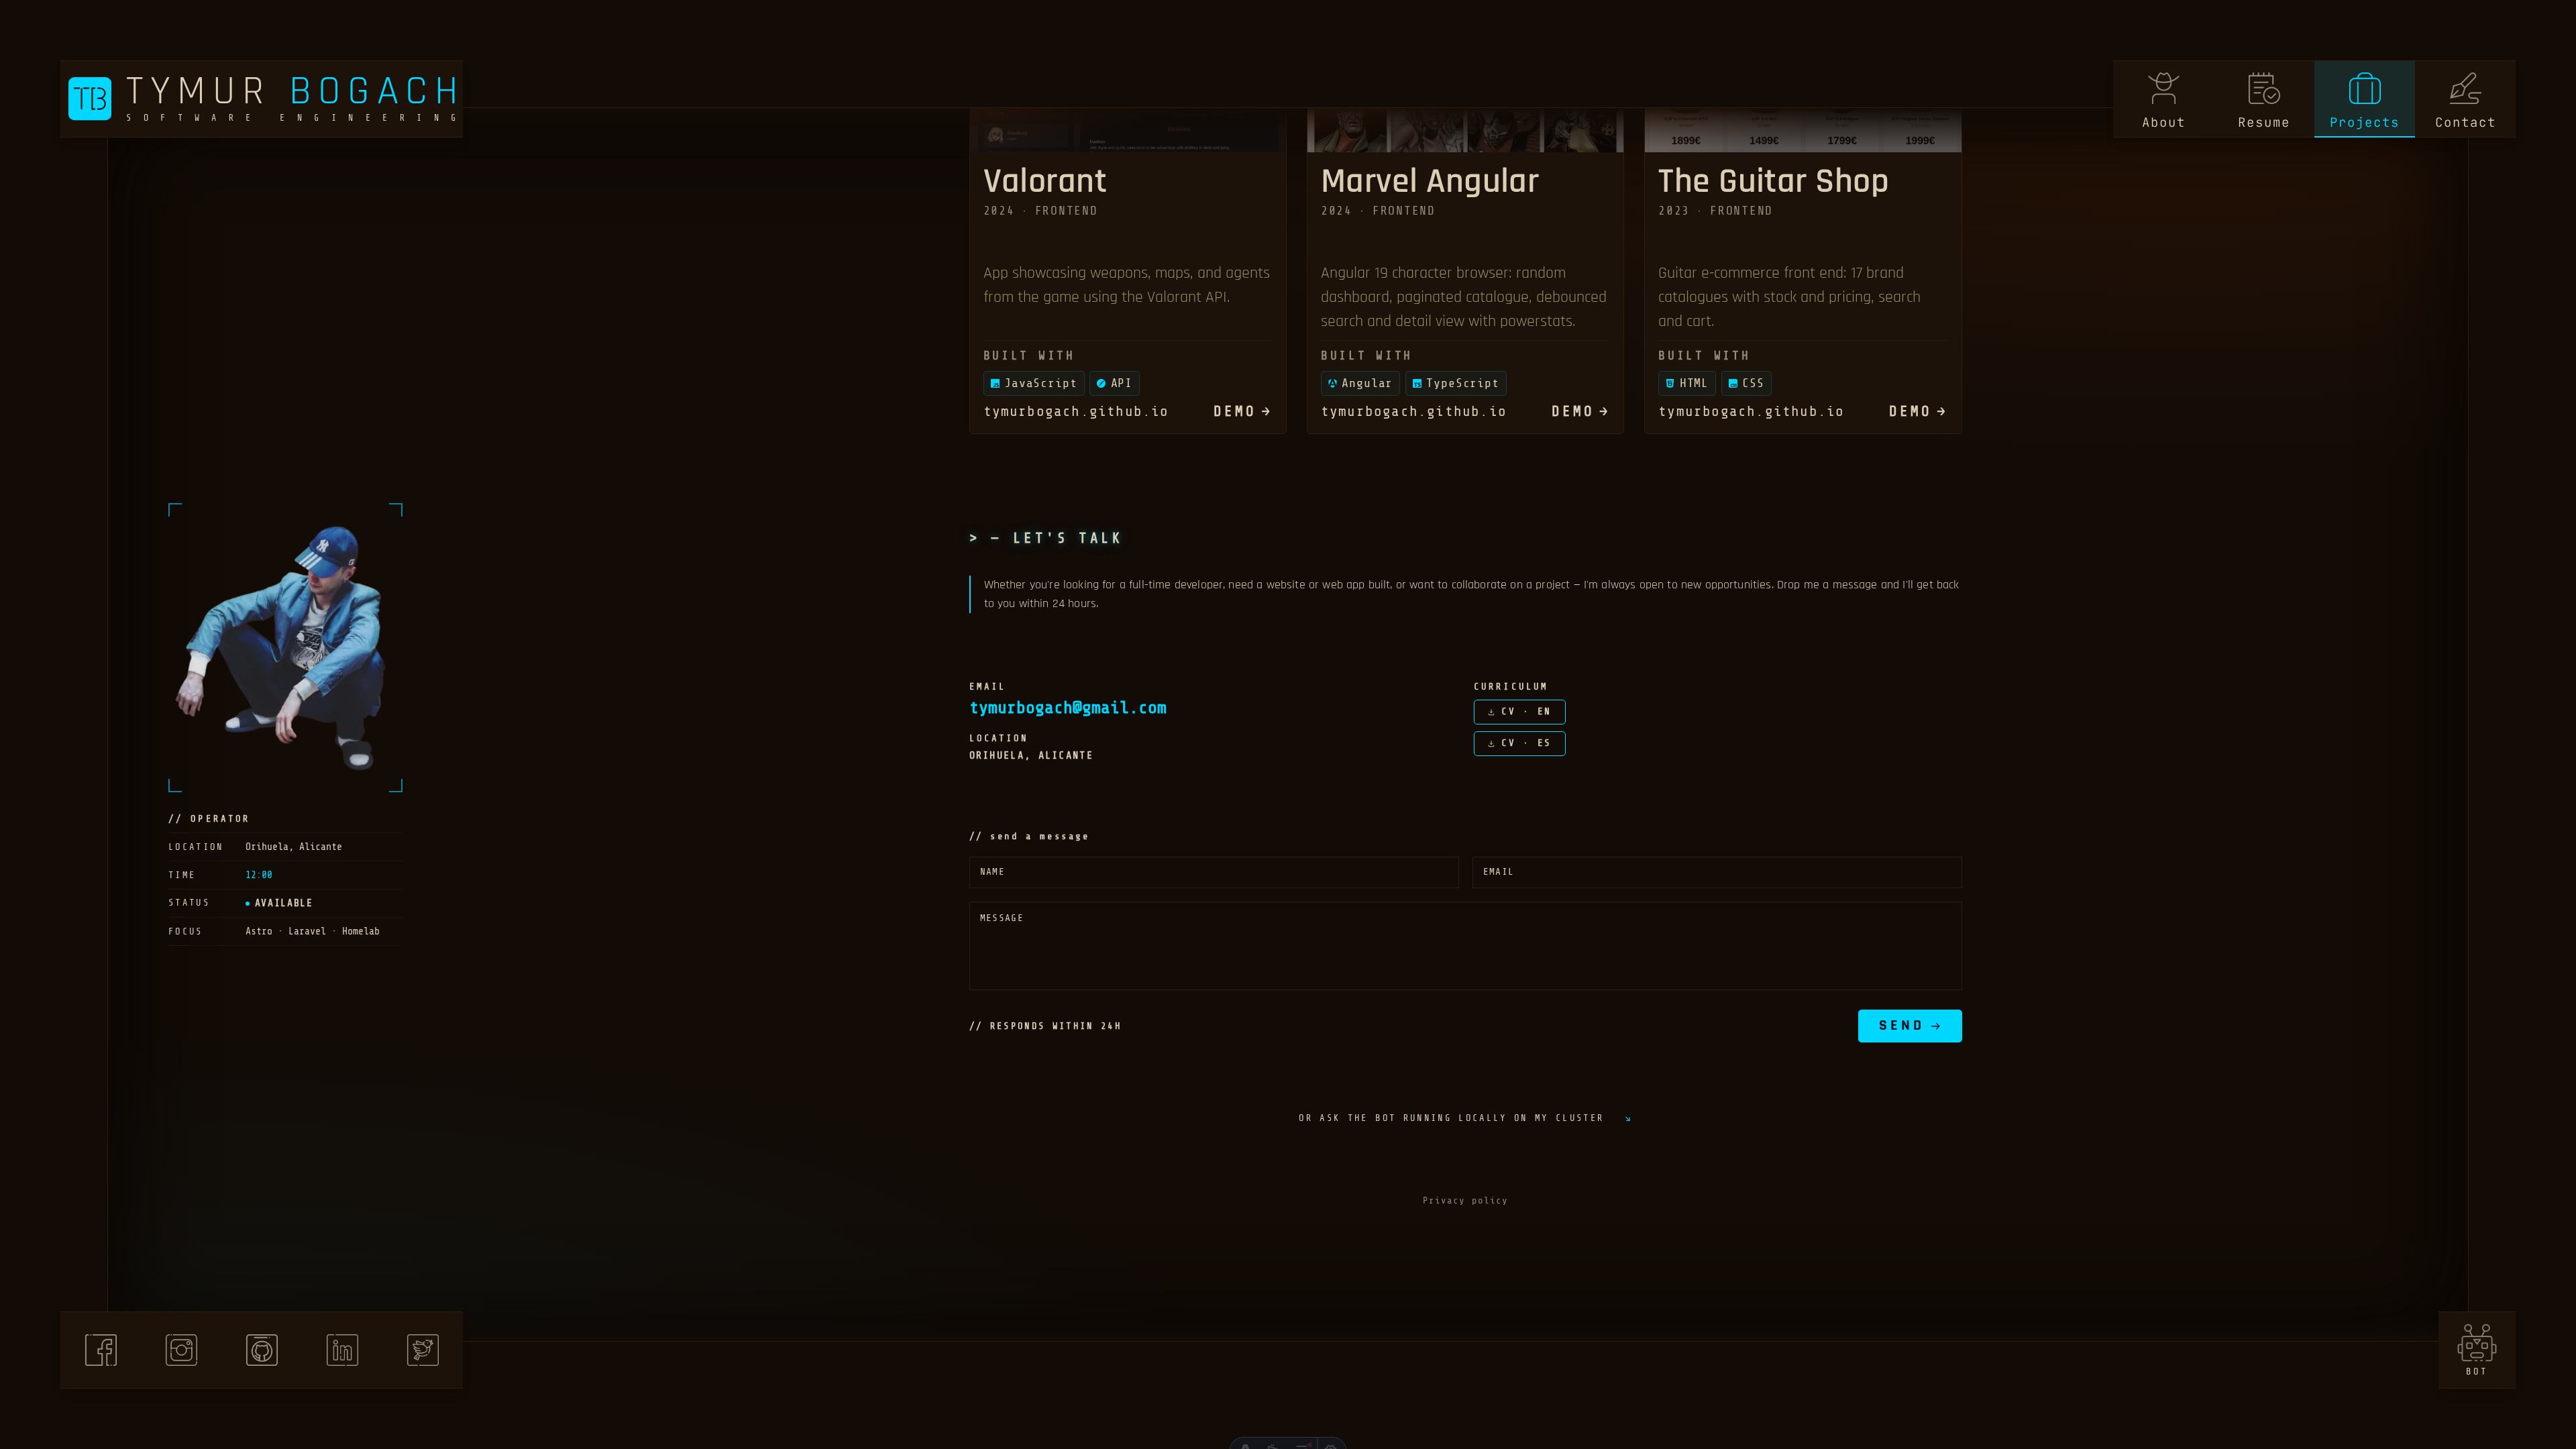 TB
TYMUR BOGACH
SOFTWARE ENGINEERING
About
Resume
Projects
Contact
1899€
1499€
1799€
1999€
Valorant
2024 · FRONTEND
App showcasing weapons, maps, and agents
from the game using the Valorant API.
BUILT WITH
JavaScript
API
tymurbogach.github.io
DEMO →
Marvel Angular
2024 · FRONTEND
Angular 19 character browser: random
dashboard, paginated catalogue, debounced
search and detail view with powerstats.
BUILT WITH
Angular
TypeScript
tymurbogach.github.io
DEMO →
The Guitar Shop
2023 · FRONTEND
Guitar e-commerce front end: 17 brand
catalogues with stock and pricing, search
and cart.
BUILT WITH
HTML
CSS
tymurbogach.github.io
DEMO →
// OPERATOR
LOCATION Orihuela, Alicante
TIME 12:00
STATUS AVAILABLE
FOCUS Astro · Laravel · Homelab
> — LET'S TALK
Whether you're looking for a full-time developer, need a website or web app built, or want to collaborate on a project — I'm always open to new opportunities. Drop me a message and I'll get back
to you within 24 hours.
EMAIL
tymurbogach@gmail.com
LOCATION
ORIHUELA, ALICANTE
CURRICULUM
CV · EN
CV · ES
// send a message
NAME
EMAIL
MESSAGE
// RESPONDS WITHIN 24H
SEND →
OR ASK THE BOT RUNNING LOCALLY ON MY CLUSTER ↘
Privacy policy
BOT